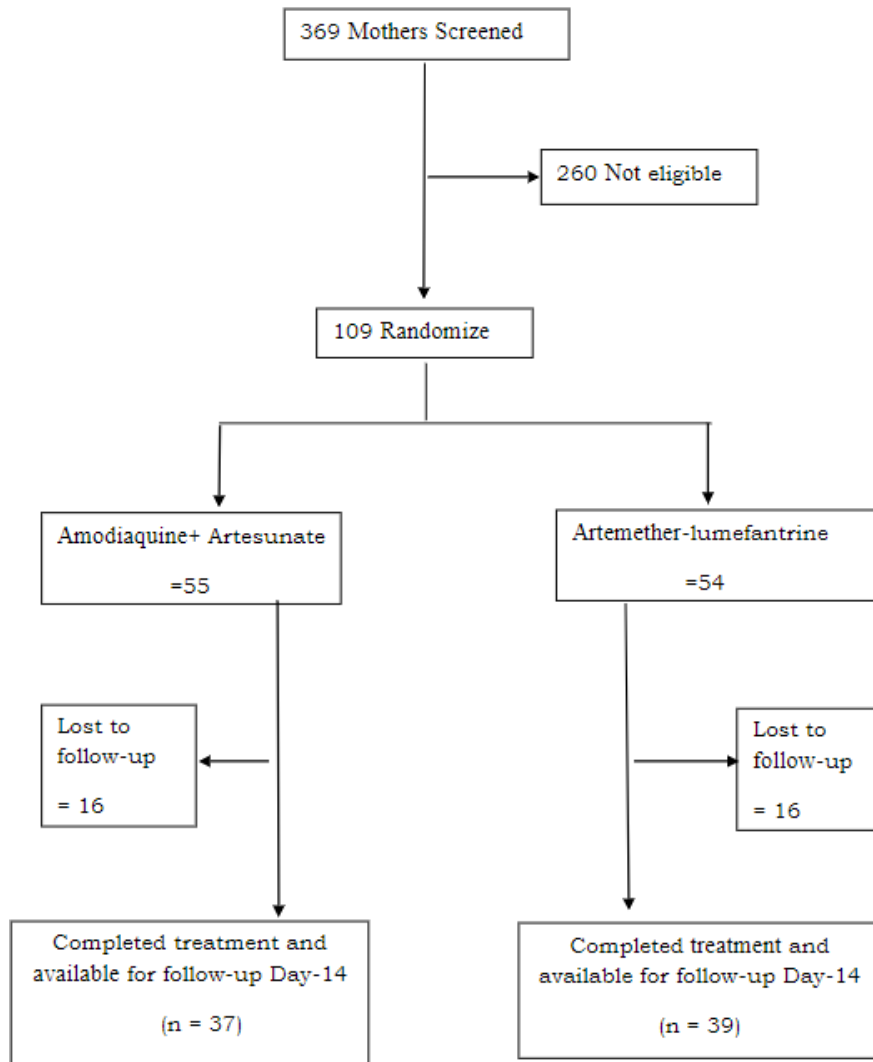 369 Mothers Screened
260 Not eligible
109 Randomize
Amodiaquine+ Artesunate
=55
Artemether-lumefantrine
=54
Lost to
follow-up
= 16
Lost to
follow-up
= 16
Completed treatment and
available for follow-up Day-14
(n = 37)
Completed treatment and
available for follow-up Day-14
(n = 39)